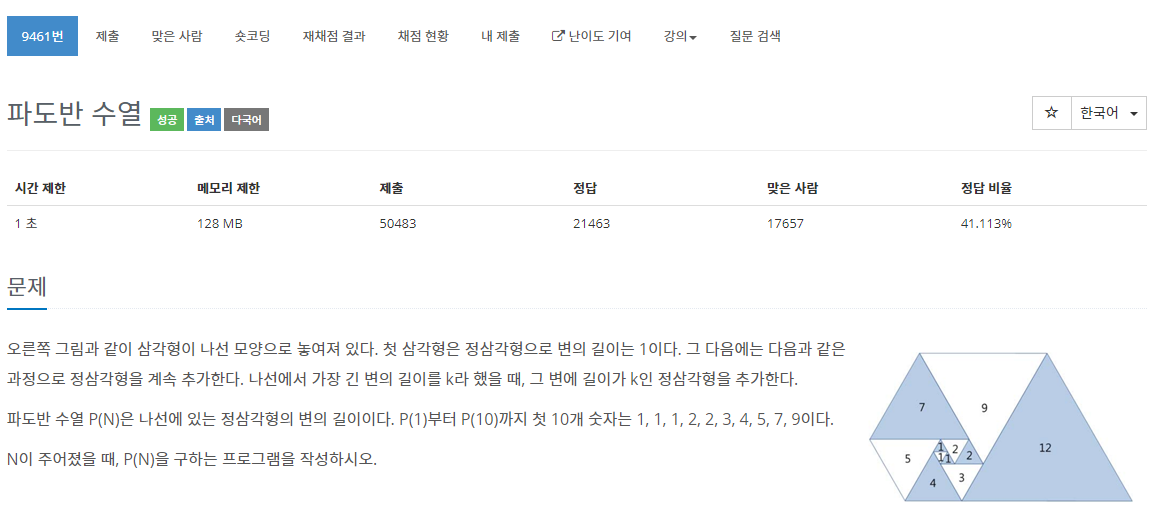 9461번 제출 맞은 사람 숏코딩 재채점 결과 채점 현황 내 제출 난이도 기여 강의 질문 검색
파도반 수열 성공 출처 다국어 ☆ 한국어
시간 제한 메모리 제한 제출 정답 맞은 사람 정답 비율
1 초 128 MB 50483 21463 17657 41.113%
문제
오른쪽 그림과 같이 삼각형이 나선 모양으로 놓여져 있다. 첫 삼각형은 정삼각형으로 변의 길이는 1이다. 그 다음에는 다음과 같은
과정으로 정삼각형을 계속 추가한다. 나선에서 가장 긴 변의 길이를 k라 했을 때, 그 변에 길이가 k인 정삼각형을 추가한다.
파도반 수열 P(N)은 나선에 있는 정삼각형의 변의 길이이다. P(1)부터 P(10)까지 첫 10개 숫자는 1, 1, 1, 2, 2, 3, 4, 5, 7, 9이다.
N이 주어졌을 때, P(N)을 구하는 프로그램을 작성하시오.
7 9
1 2 12
5 1 1 2
4 3